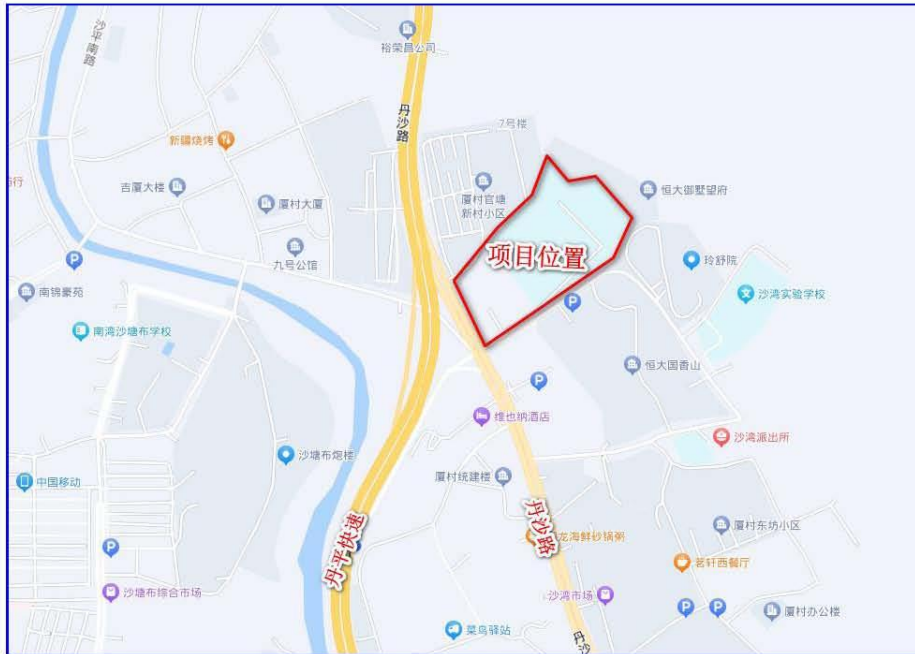 沙平南路
裕荣昌公司
丹沙路
7号楼
新疆烧烤
吉厦大楼
厦村大厦
厦村官塘
新村小区
恒大御墅望府
九号公馆
项目位置
玲舒院
南锦豪苑
沙湾实验学校
南湾沙塘布学校
恒大国香山
维也纳酒店
沙湾派出所
沙塘布炮楼
厦村统建楼
中国移动
丹平快速
丹沙路
龙海鲜砂锅粥
厦村东坊小区
茗轩西餐厅
沙塘布综合市场
沙湾市场
厦村办公楼
菜鸟驿站
丹沙